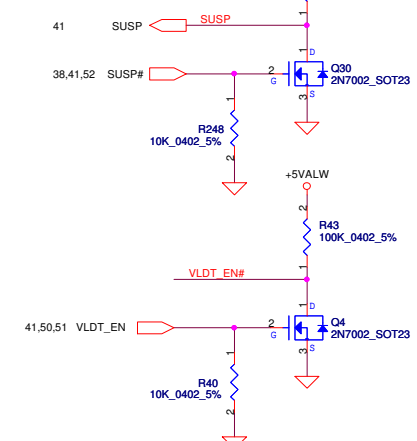 1
41 SUSP SUSP
1 D
38,41,52 SUSP# 2 G Q30
2N7002_SOT23
3 S
1
R248
10K_0402_5%
2
+5VALW
2
R43
100K_0402_5%
1
VLDT_EN#
1 D
41,50,51 VLDT_EN 2 G Q4
2N7002_SOT23
3 S
1
R40
10K_0402_5%
2